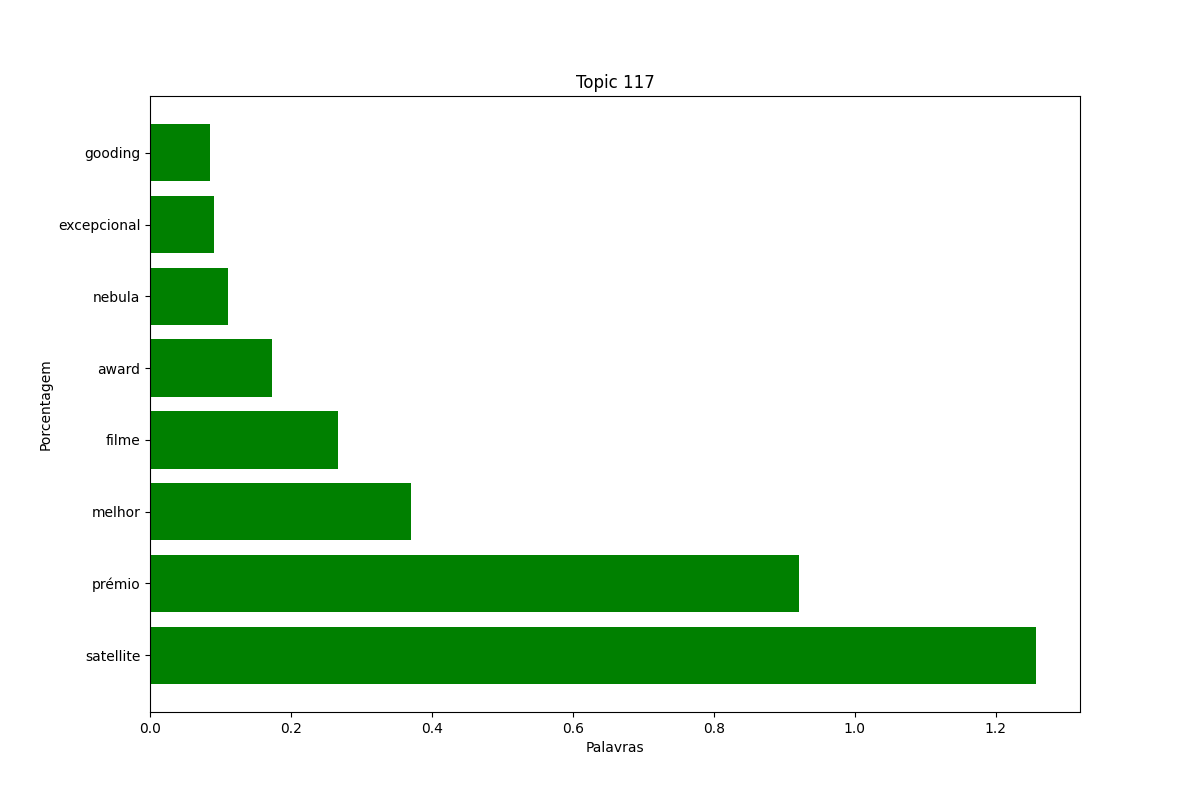 Topic 117
gooding
excepcional
nebula
award
filme
melhor
prémio
satellite
Porcentagem
0.0 0.2 0.4 0.6 0.8 1.0 1.2
Palavras